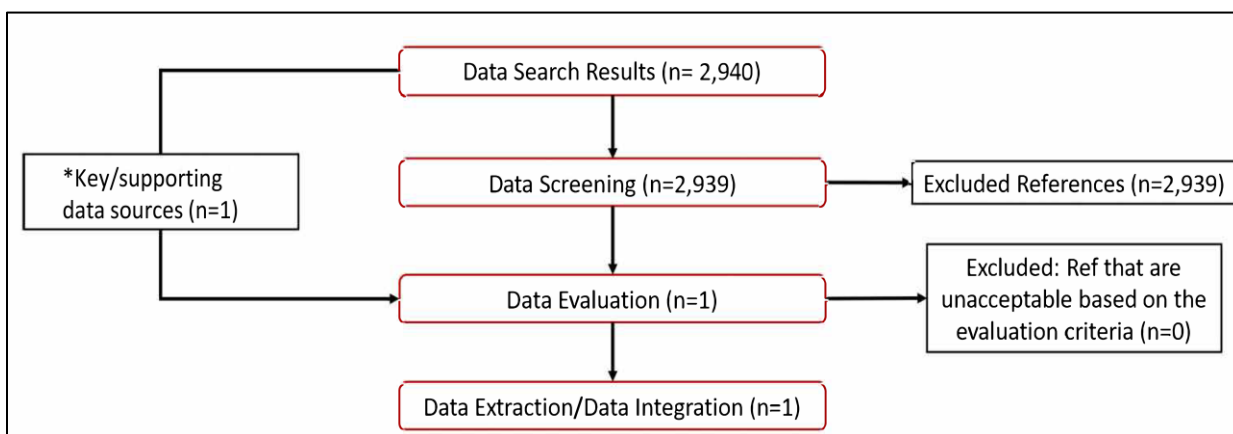 Data Search Results (n= 2,940)
*Key/supporting
data sources (n=1)
Data Screening (n=2,939)
Excluded References (n=2,939)
Data Evaluation (n=1)
Excluded: Ref that are
unacceptable based on the
evaluation criteria (n=0)
Data Extraction/Data Integration (n=1)